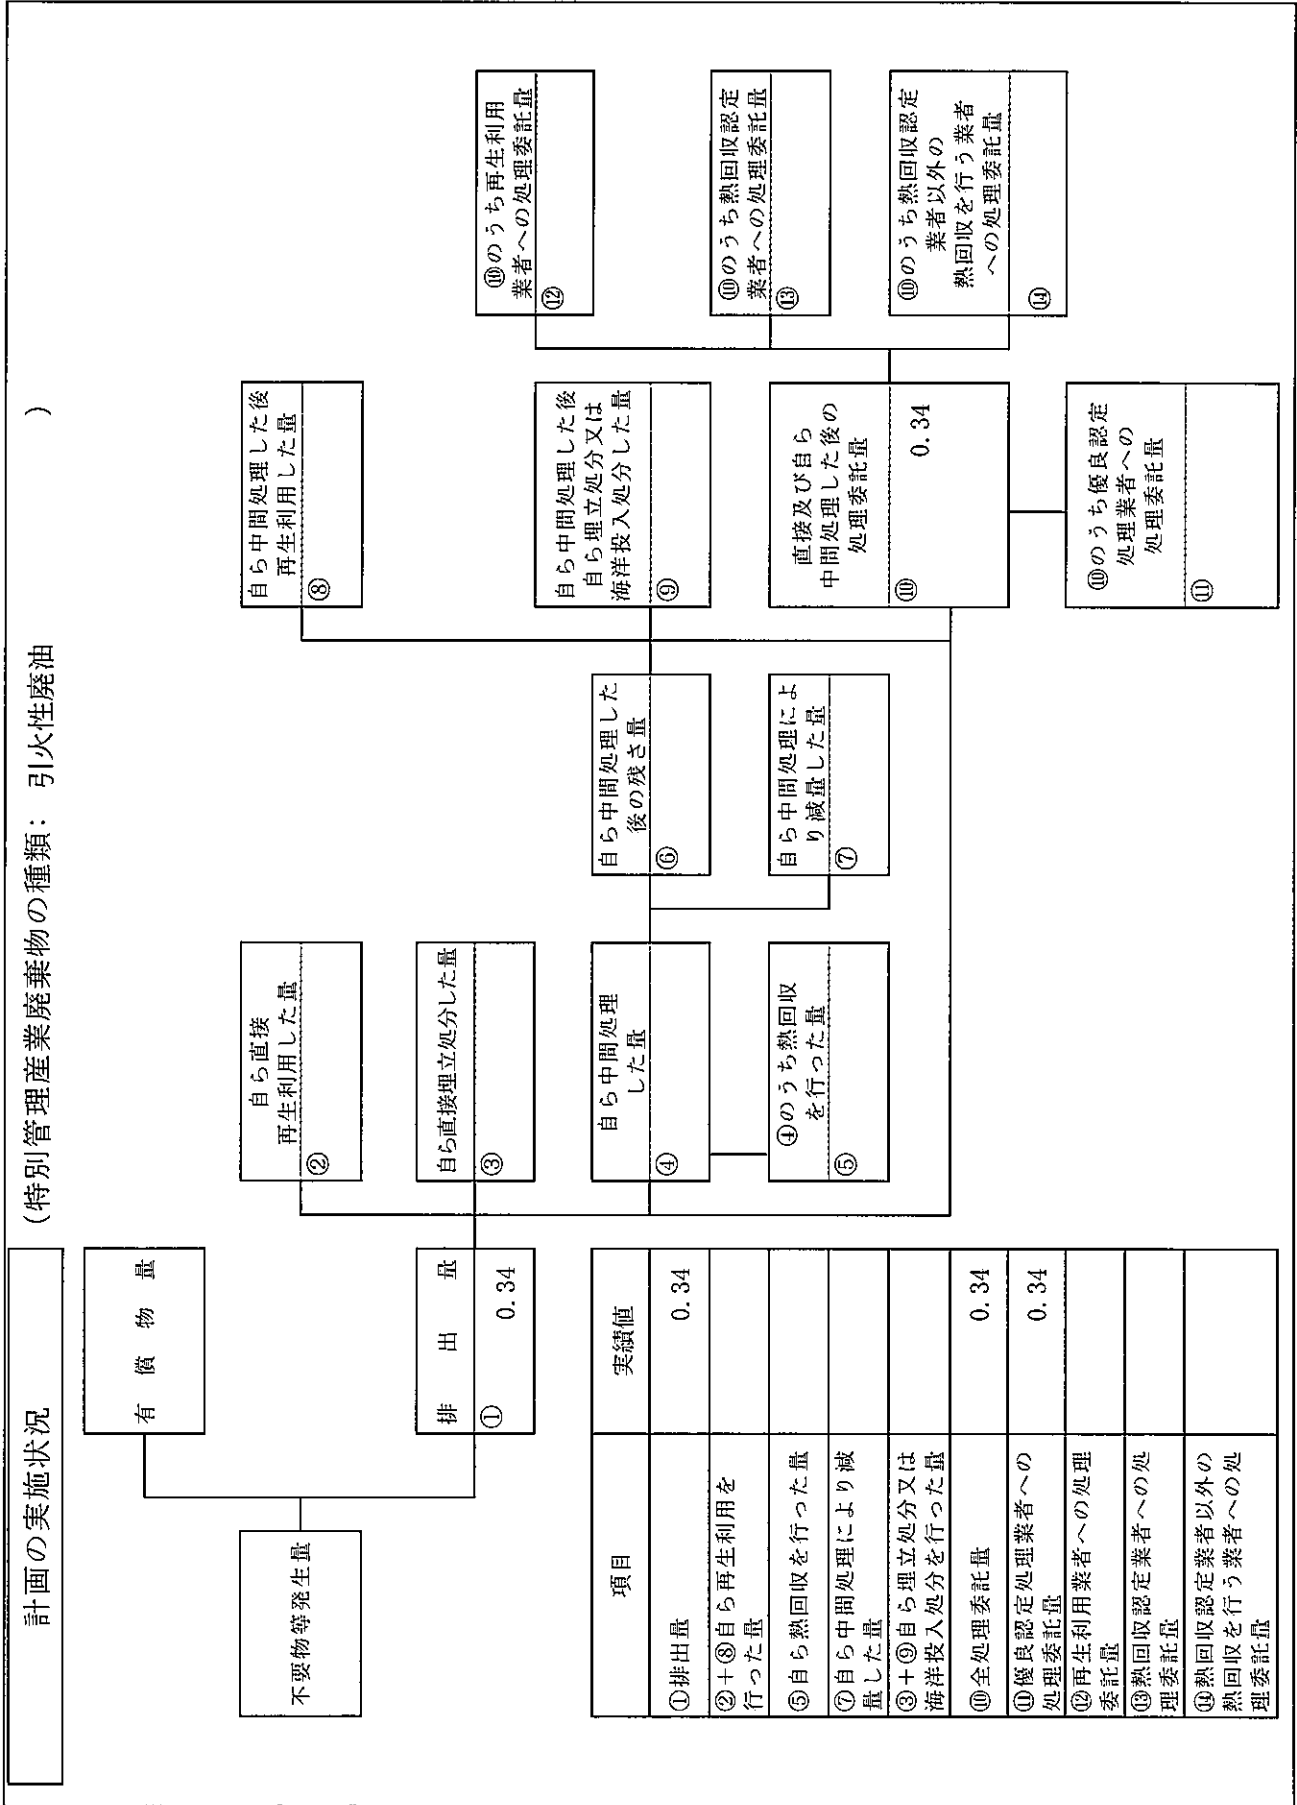 計画の実施状況
(特別管理産業廃棄物の種類: 引火性廃油 )
不要物等発生量
有償物量
排出量
① 0.34
自ら直接
再生利用した量
②
自ら直接埋立処分した量
③
自ら中間処理
した量
④
④のうち熱回収
を行った量
⑤
自ら中間処理した
後の残さ量
⑥
自ら中間処理によ
り減量した量
⑦
自ら中間処理した後
再生利用した量
⑧
自ら中間処理した後
自ら埋立処分又は
海洋投入処分した量
⑨
直接及び自ら
中間処理した後の
処理委託量
⑩ 0.34
⑩のうち優良認定
処理業者への
処理委託量
⑪
⑩のうち再生利用
業者への処理委託量
⑫
⑩のうち熱回収認定
業者への処理委託量
⑬
⑩のうち熱回収認定
業者以外の
熱回収を行う業者
への処理委託量
⑭
項目 実績値
①排出量 0.34
②+⑧自ら再生利用を
行った量
⑤自ら熱回収を行った量
⑦自ら中間処理により減
量した量
③+⑨自ら埋立処分又は
海洋投入処分を行った量
⑩全処理委託量 0.34
⑪優良認定処理業者への
処理委託量 0.34
⑫再生利用業者への処理
委託量
⑬熱回収認定業者への処
理委託量
⑭熱回収認定業者以外の
熱回収を行う業者への処
理委託量